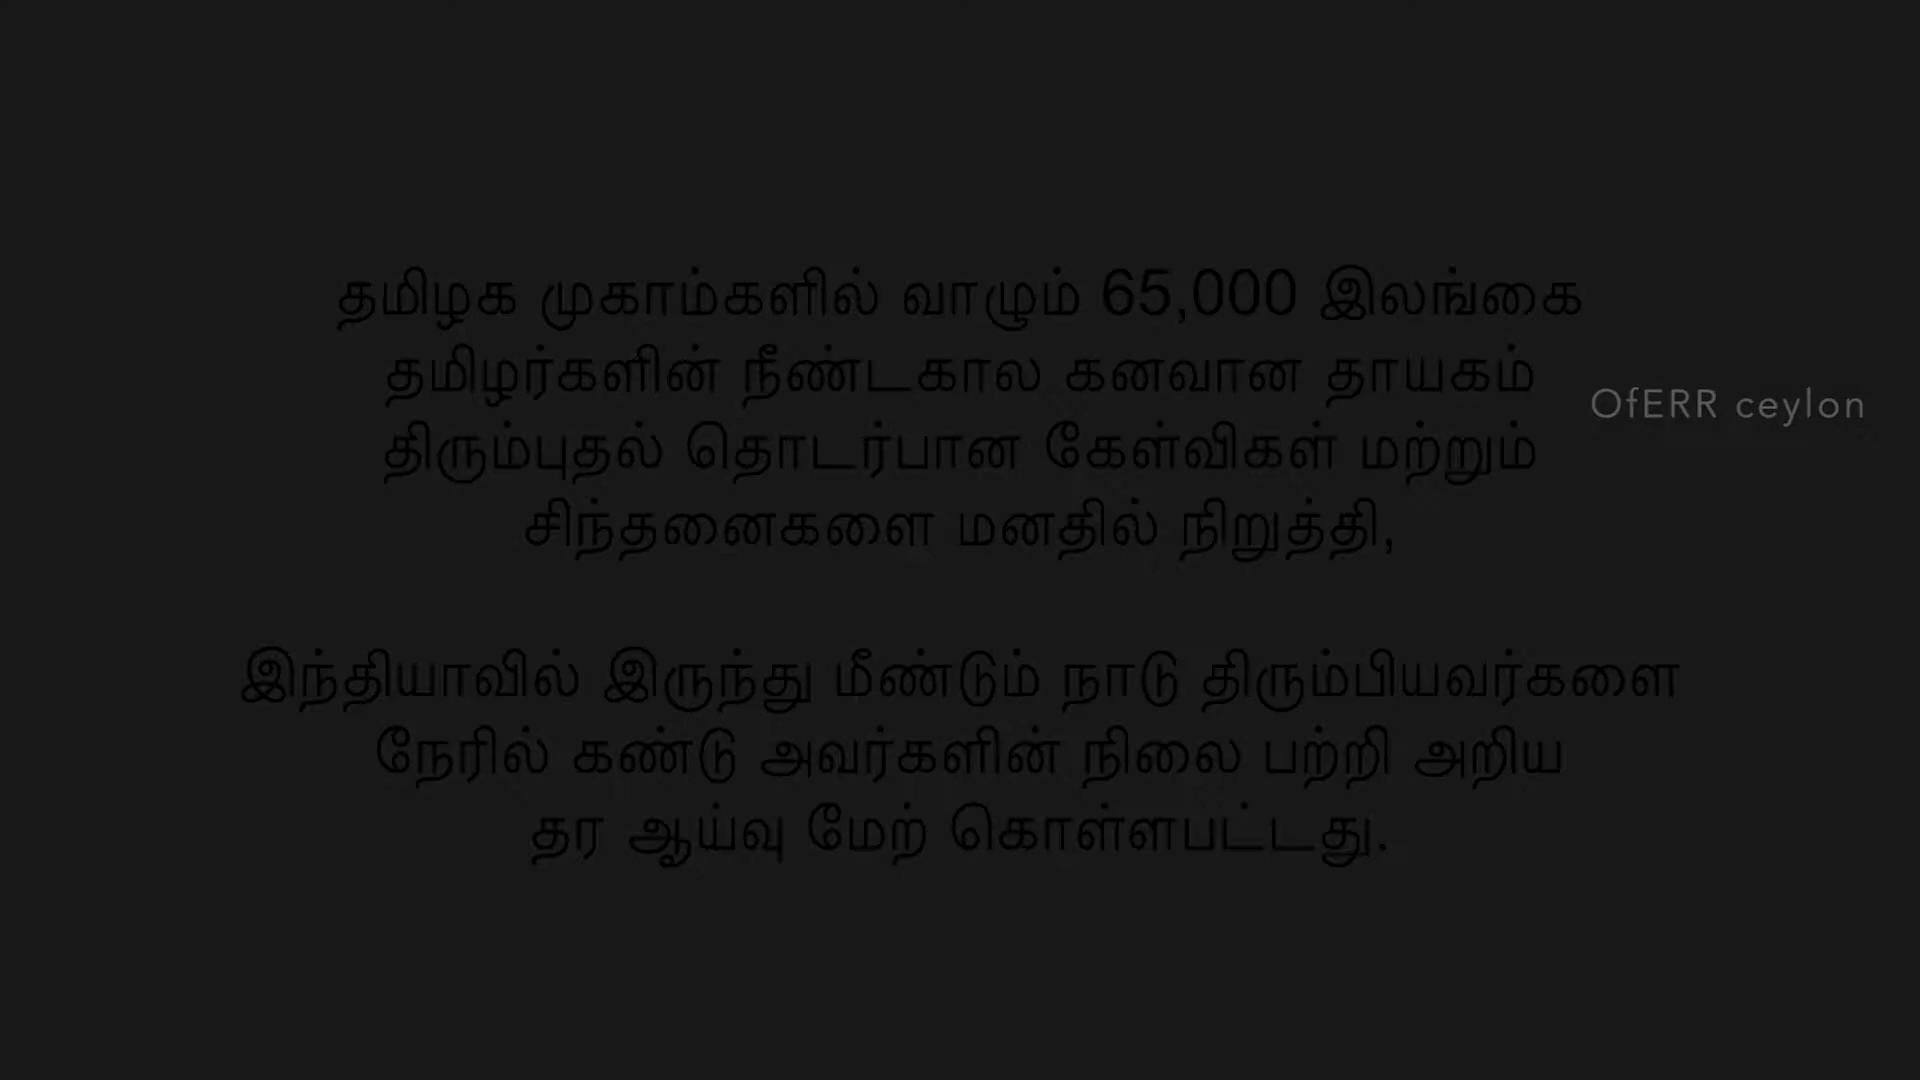 தமிழக முகாம்களில் வாழும் 65,000 இலங்கை
தமிழர்களின் நீண்டகால கனவான தாயகம்
திரும்புதல் தொடர்பான கேள்விகள் மற்றும்
சிந்தனைகளை மனதில் நிறுத்தி,
OfERR ceylon
இந்தியாவில் இருந்து மீண்டும் நாடு திரும்பியவர்களை
நேரில் கண்டு அவர்களின் நிலை பற்றி அறிய
தர ஆய்வு மேற் கொள்ளபட்டது.